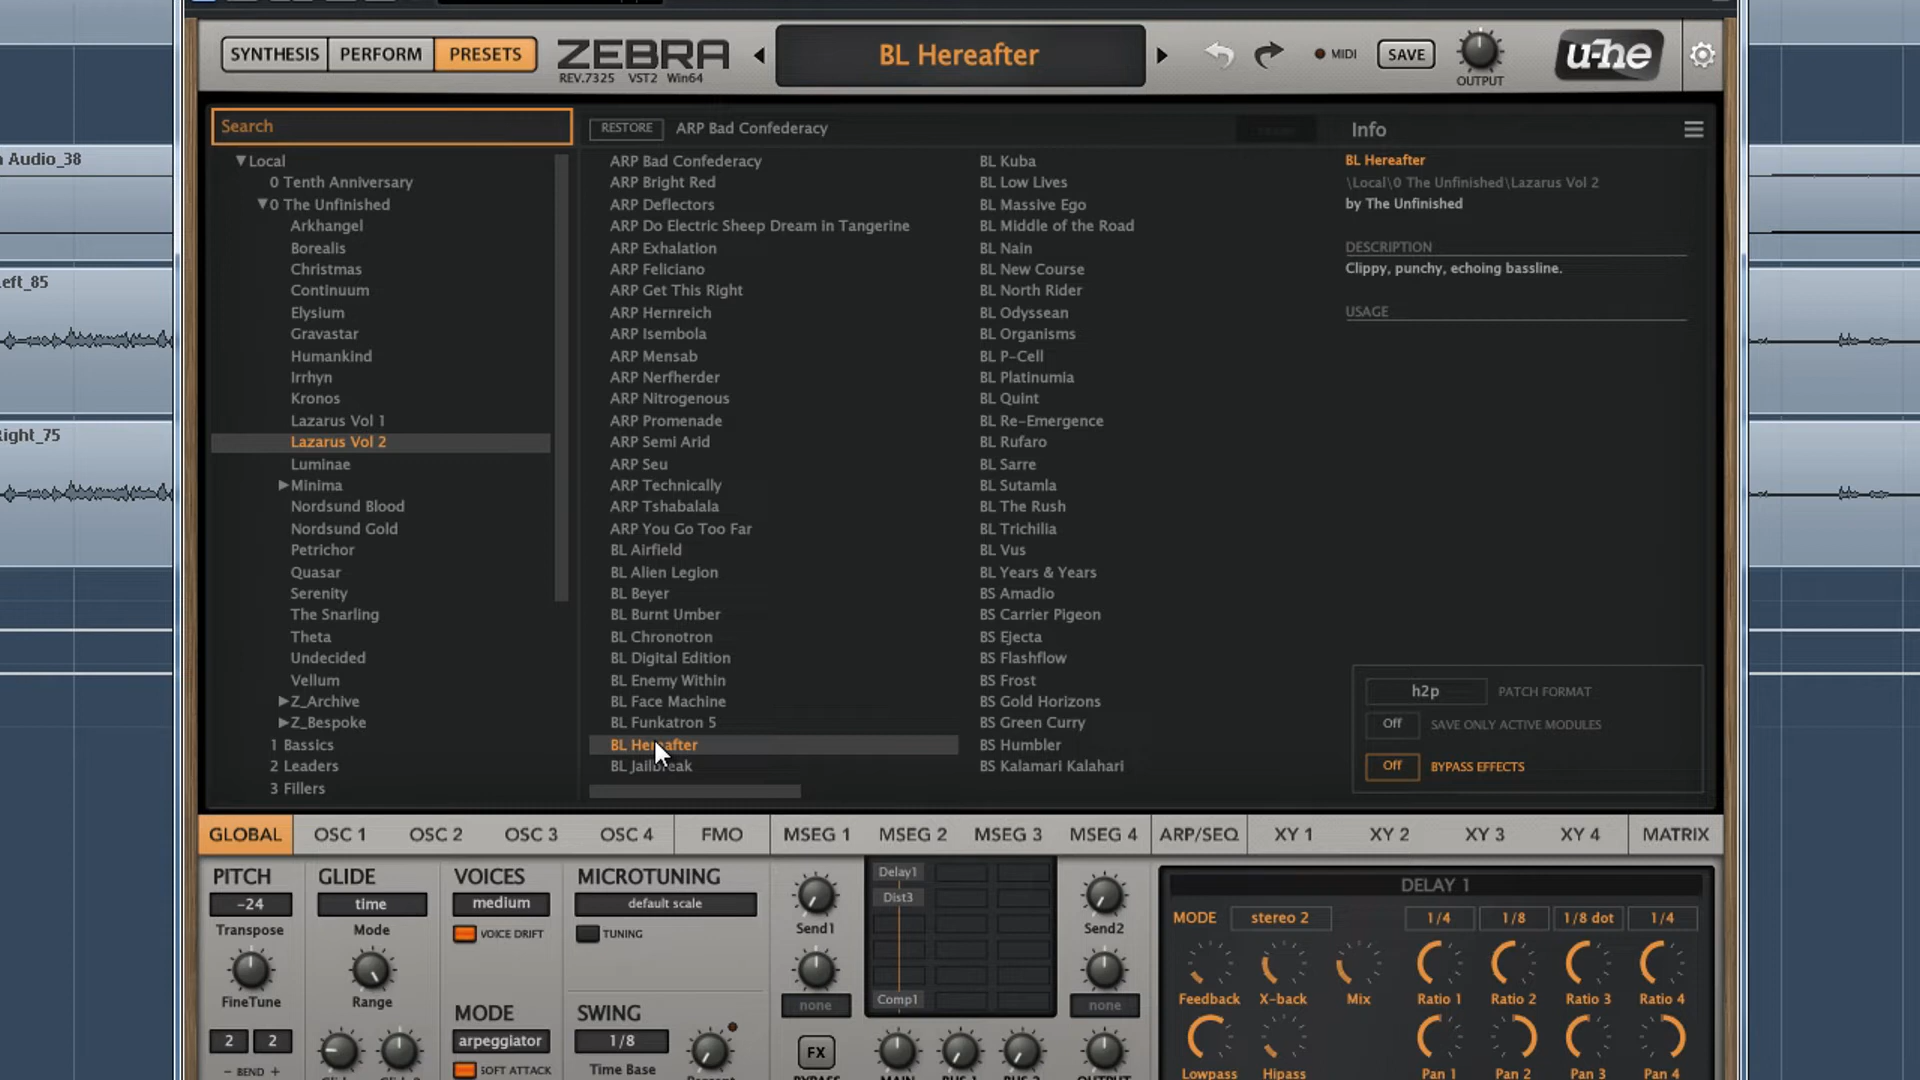 SYNTHESIS PERFORM PRESETS
ZEBRA
REV.7325 VST2 Win64
BL Hereafter
MIDI SAVE
OUTPUT
u-he
Search
RESTORE ARP Bad Confederacy
Info
Local
0 Tenth Anniversary
0 The Unfinished
Arkhangel
Borealis
Christmas
Continuum
Elysium
Gravastar
Humankind
Irrhyn
Kronos
Lazarus Vol 1
Lazarus Vol 2
Luminae
Minima
Nordsund Blood
Nordsund Gold
Petrichor
Quasar
Serenity
The Snarling
Theta
Undecided
Vellum
Z_Archive
Z_Bespoke
1 Bassics
2 Leaders
3 Fillers
ARP Bad Confederacy
ARP Bright Red
ARP Deflectors
ARP Do Electric Sheep Dream in Tangerine
ARP Exhalation
ARP Feliciano
ARP Get This Right
ARP Hernreich
ARP Isembola
ARP Mensab
ARP Nerfherder
ARP Nitrogenous
ARP Promenade
ARP Semi Arid
ARP Seu
ARP Technically
ARP Tshabalala
ARP You Go Too Far
BL Airfield
BL Alien Legion
BL Beyer
BL Burnt Umber
BL Chronotron
BL Digital Edition
BL Enemy Within
BL Face Machine
BL Funkatron 5
BL Hereafter
BL Jailbreak
BL Kuba
BL Low Lives
BL Massive Ego
BL Middle of the Road
BL Nain
BL New Course
BL North Rider
BL Odyssean
BL Organisms
BL P-Cell
BL Platinumia
BL Quint
BL Re-Emergence
BL Rufaro
BL Sarre
BL Sutamla
BL The Rush
BL Trichilia
BL Vus
BL Years & Years
BS Amadio
BS Carrier Pigeon
BS Ejecta
BS Flashflow
BS Frost
BS Gold Horizons
BS Green Curry
BS Humbler
BS Kalamari Kalahari
BL Hereafter
\Local\0 The Unfinished\Lazarus Vol 2
by The Unfinished
DESCRIPTION
Clippy, punchy, echoing bassline.
USAGE
h2p PATCH FORMAT
Off SAVE ONLY ACTIVE MODULES
Off BYPASS EFFECTS
GLOBAL OSC 1 OSC 2 OSC 3 OSC 4 FMO MSEG 1 MSEG 2 MSEG 3 MSEG 4 ARP/SEQ XY 1 XY 2 XY 3 XY 4 MATRIX
PITCH
-24
Transpose
FineTune
2 2
- BEND +
GLIDE
time
Mode
Range
VOICES
medium
VOICE DRIFT
MODE
arpeggiator
SOFT ATTACK
MICROTUNING
default scale
TUNING
SWING
1/8
Time Base
Send1
none
FX
Delay1
Dist3
Comp1
Send2
none
DELAY 1
MODE stereo 2 1/4 1/8 1/8 dot 1/4
Feedback X-back Mix Ratio 1 Ratio 2 Ratio 3 Ratio 4
Lowpass Hipass Pan 1 Pan 2 Pan 3 Pan 4
Audio_38
eft_85
ight_75